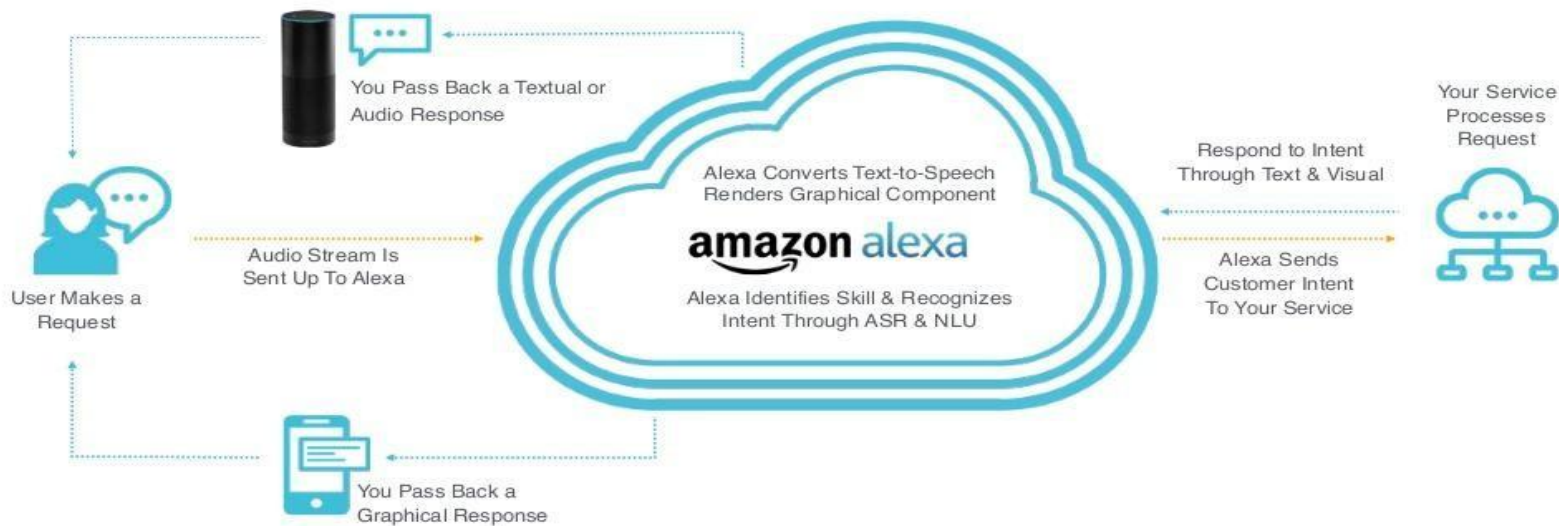 You Pass Back a Textual or
Audio Response
User Makes a
Request
Audio Stream Is
Sent Up To Alexa
Alexa Converts Text-to-Speech
Renders Graphical Component
amazon alexa
Alexa Identifies Skill & Recognizes
Intent Through ASR & NLU
Respond to Intent
Through Text & Visual
Alexa Sends
Customer Intent
To Your Service
Your Service
Processes
Request
You Pass Back a
Graphical Response